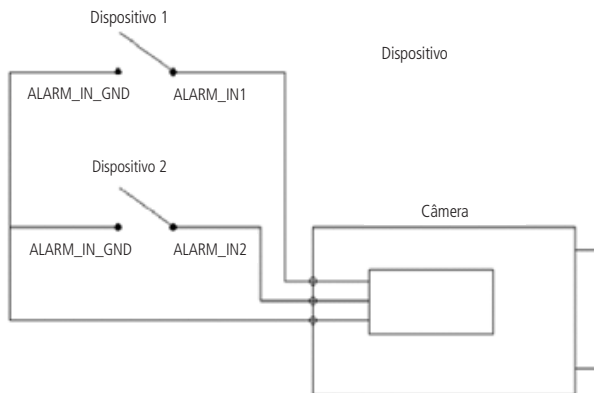 Dispositivo 1
Dispositivo
ALARM_IN_GND
ALARM_IN1
Dispositivo 2
Câmera
ALARM_IN_GND
ALARM_IN2